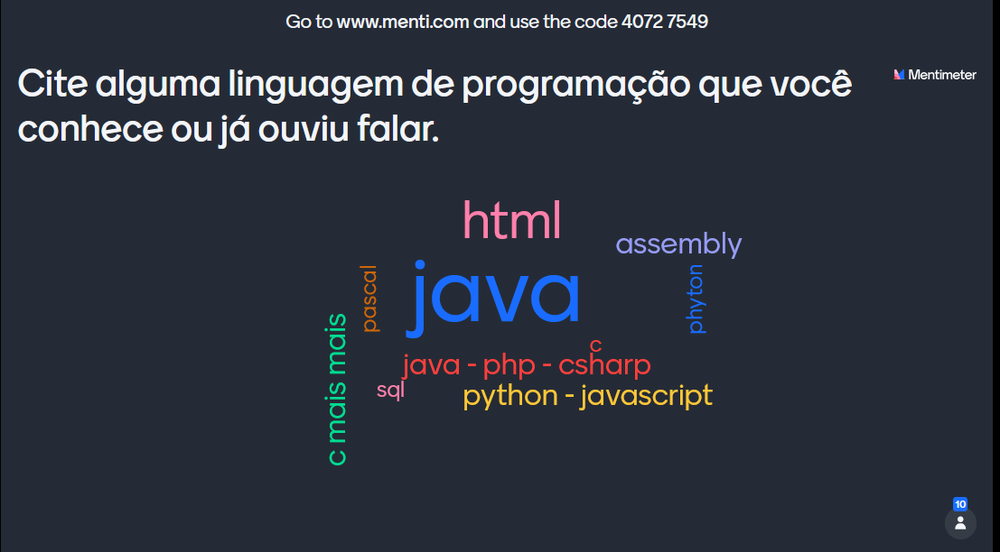 Go to www.menti.com and use the code 4072 7549
Cite alguma linguagem de programação que você
conhece ou já ouviu falar.
Mentimeter
html
assembly
pascal
java
phyton
c mais mais
c
java - php - csharp
sql
python - javascript
10